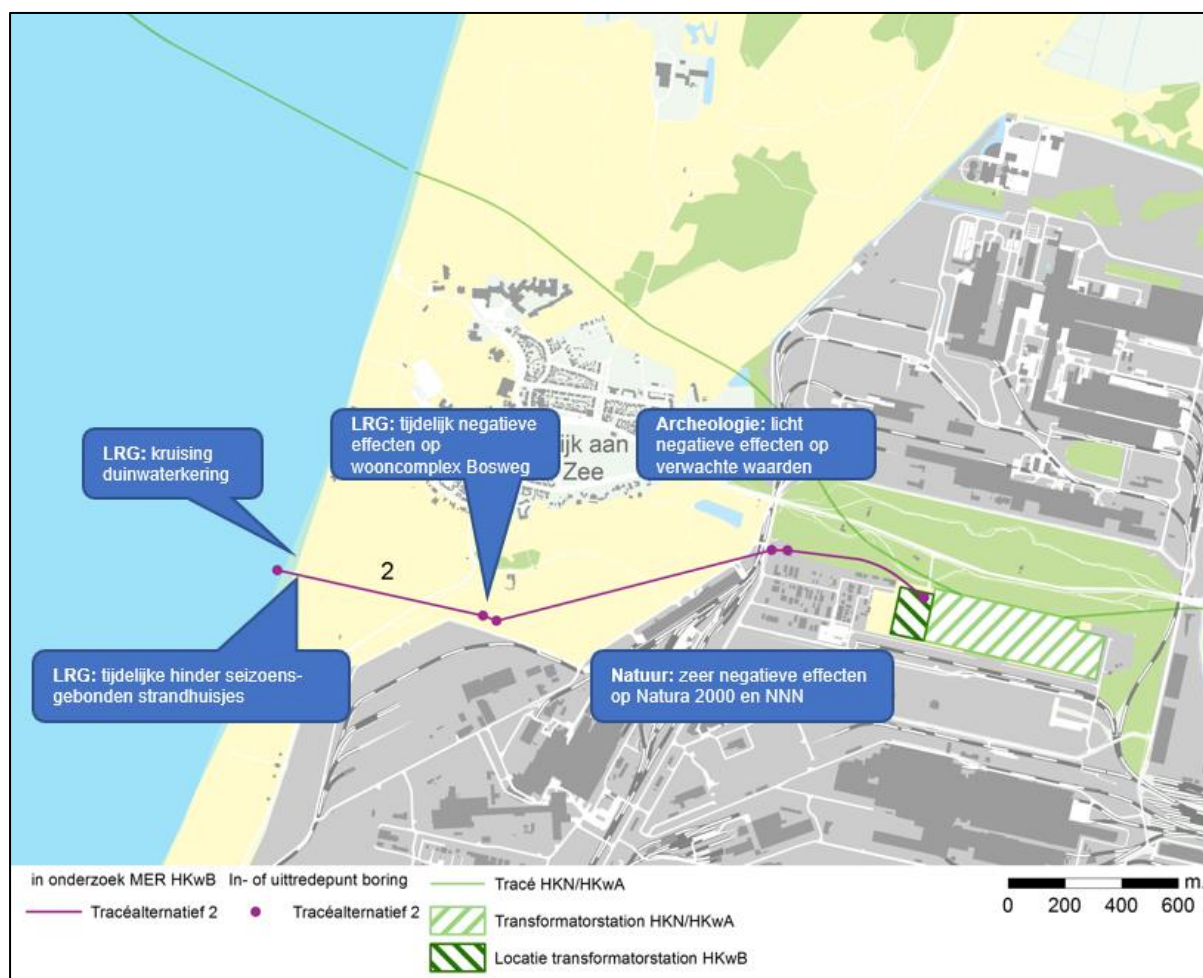 LRG: kruising
duinwaterkering
LRG: tijdelijk negatieve
effecten op
wooncomplex Bosweg
Archeologie: licht
negatieve effecten op
verwachte waarden
ijk aan
Zee
2
LRG: tijdelijke hinder seizoens-
gebonden strandhuisjes
Natuur: zeer negatieve effecten
op Natura 2000 en NNN
in onderzoek MER HKwB In- of uittredepunt boring
Tracéalternatief 2
Tracéalternatief 2
Tracé HKN/HKwA
Transformatorstation HKN/HKwA
Locatie transformatorstation HKwB
m
0 200 400 600